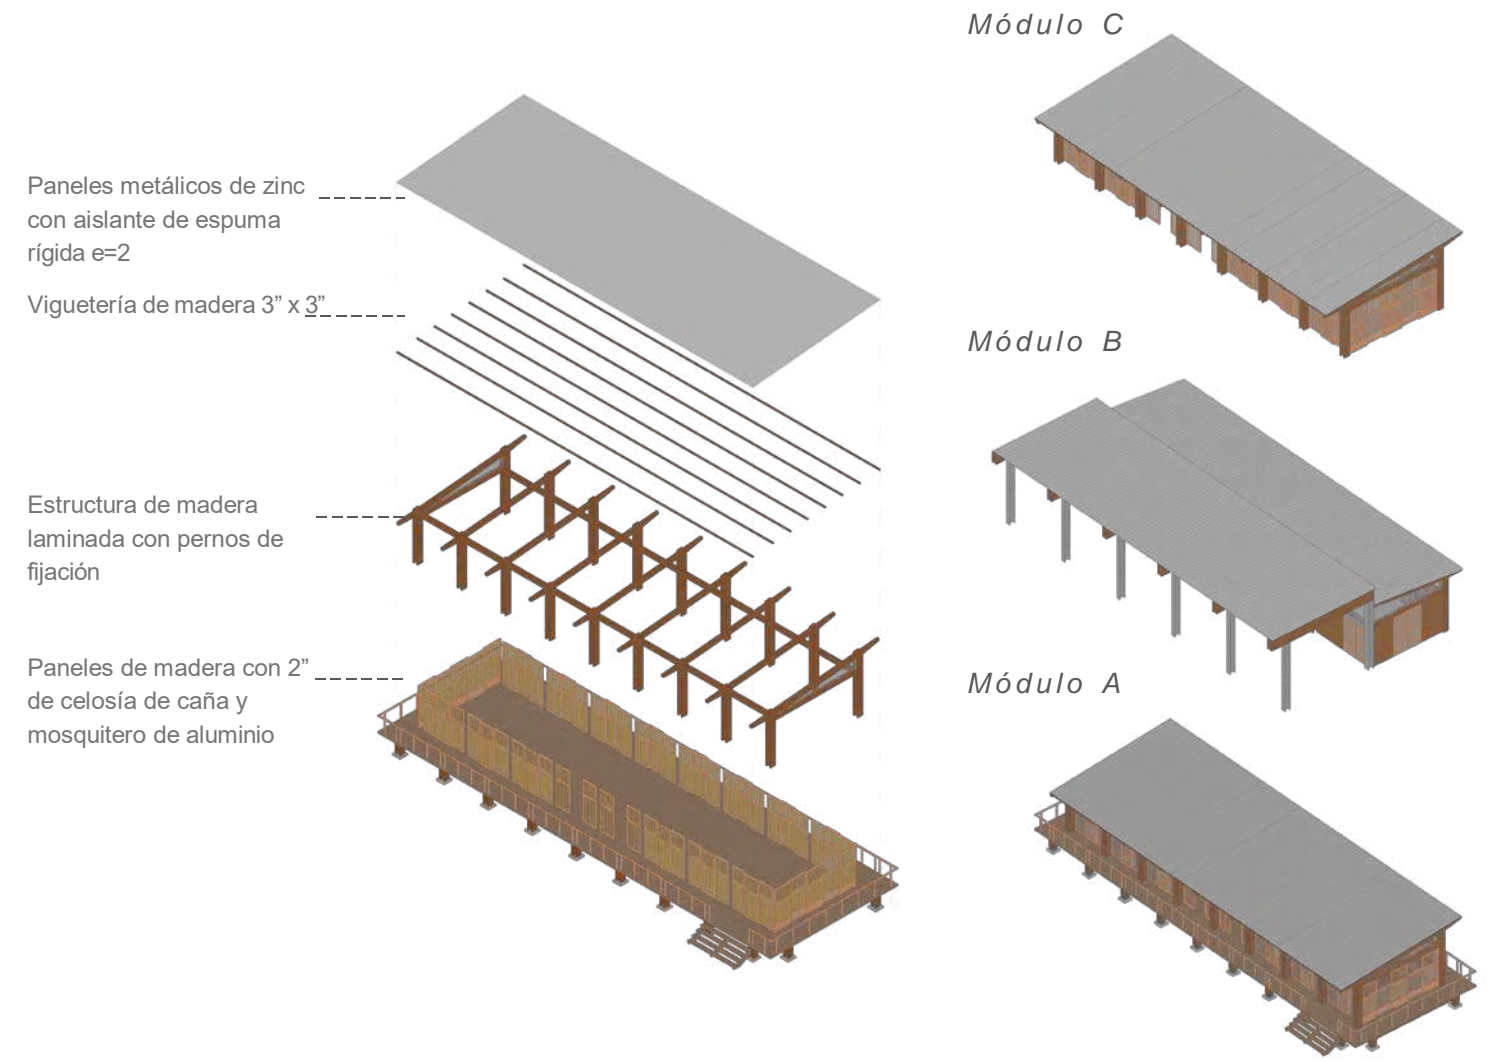 Módulo C
Paneles metálicos de zinc
con aislante de espuma
rígida e=2
Viguetería de madera 3” x 3”
Módulo B
Estructura de madera
laminada con pernos de
fijación
Paneles de madera con 2”
de celosía de caña y
mosquitero de aluminio
Módulo A